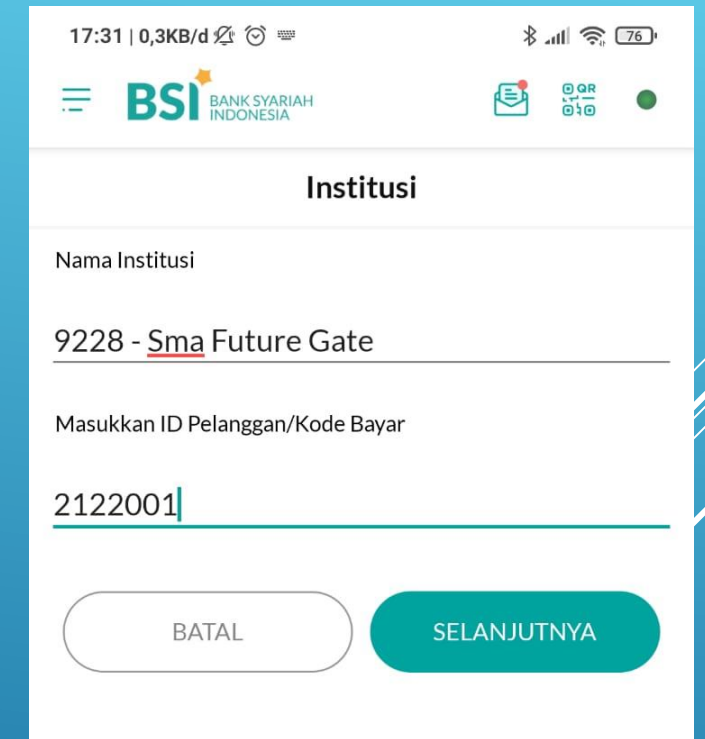 17:31 | 0,3KB/d
76
BSI BANK SYARIAH
INDONESIA
QR
Institusi
Nama Institusi
9228 - Sma Future Gate
Masukkan ID Pelanggan/Kode Bayar
2122001
BATAL
SELANJUTNYA